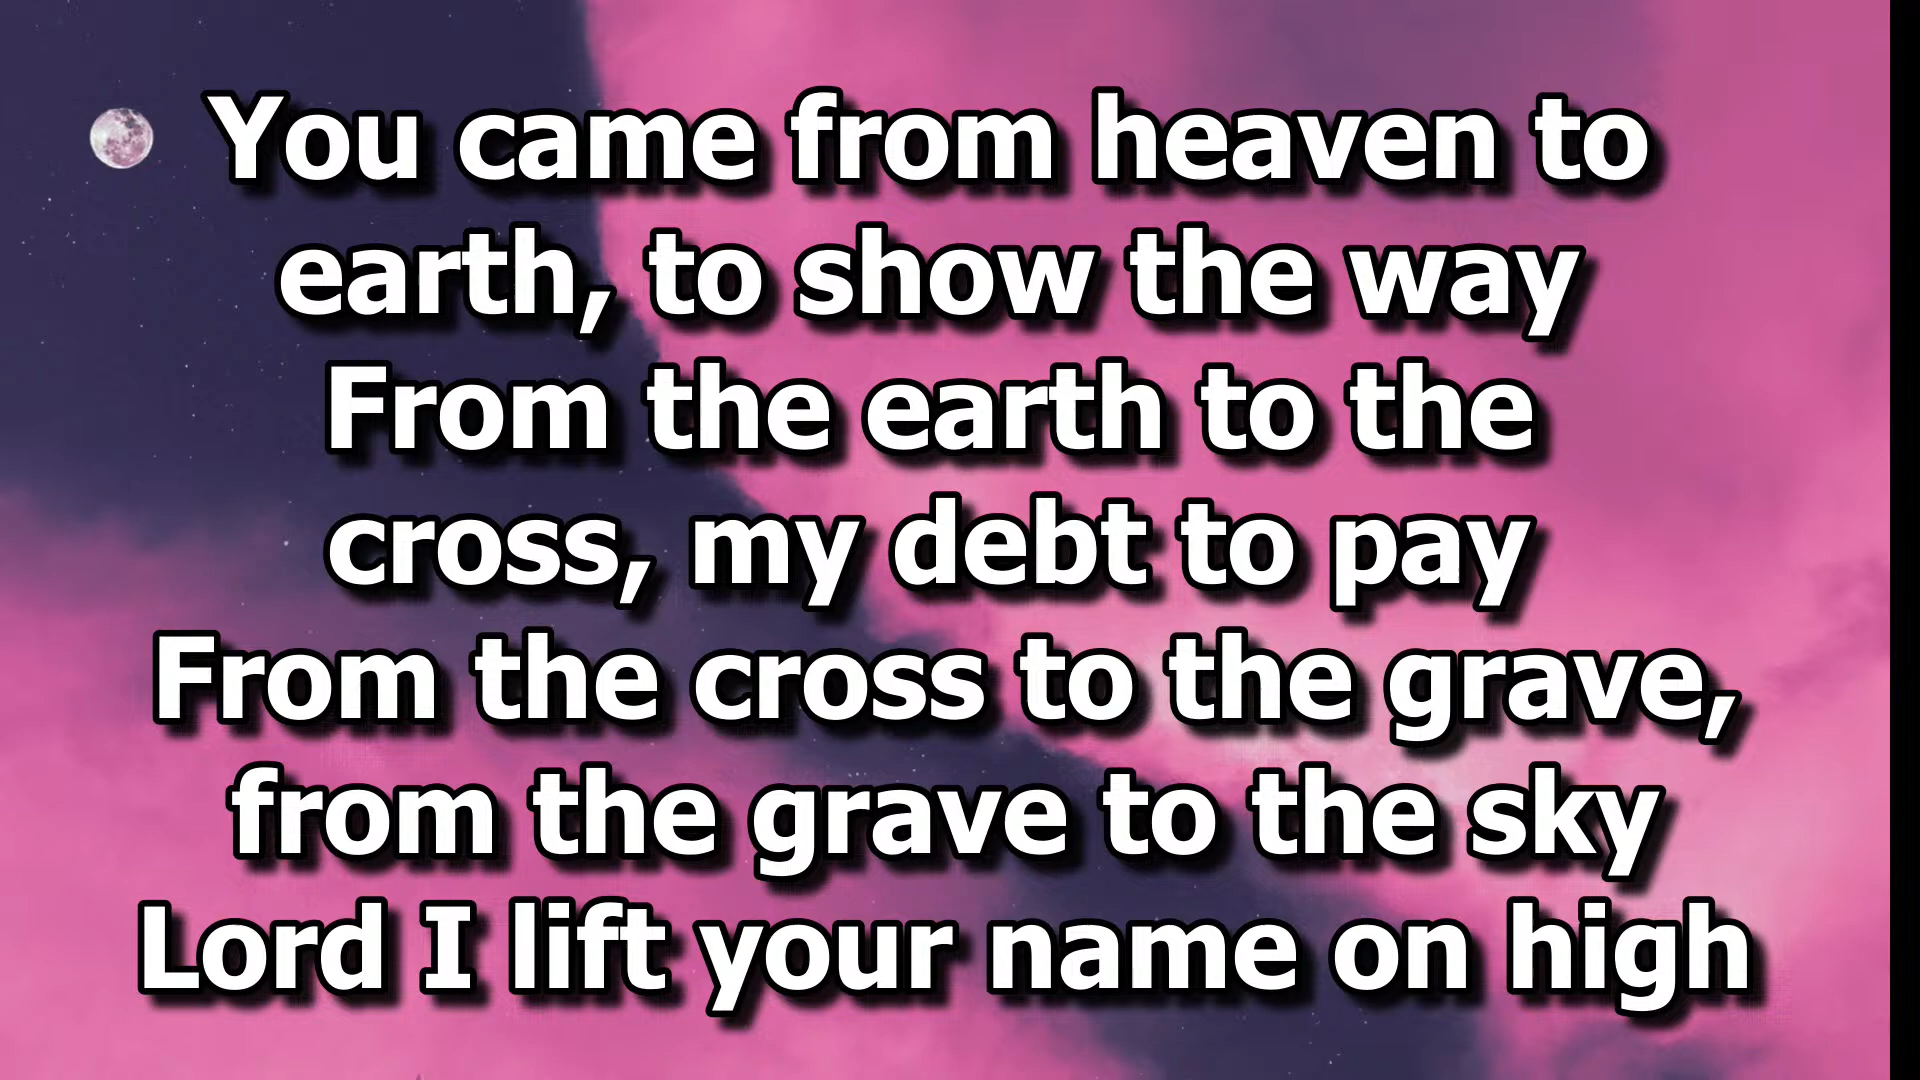 You came from heaven to
earth, to show the way
From the earth to the
cross, my debt to pay
From the cross to the grave,
from the grave to the sky
Lord I lift your name on high